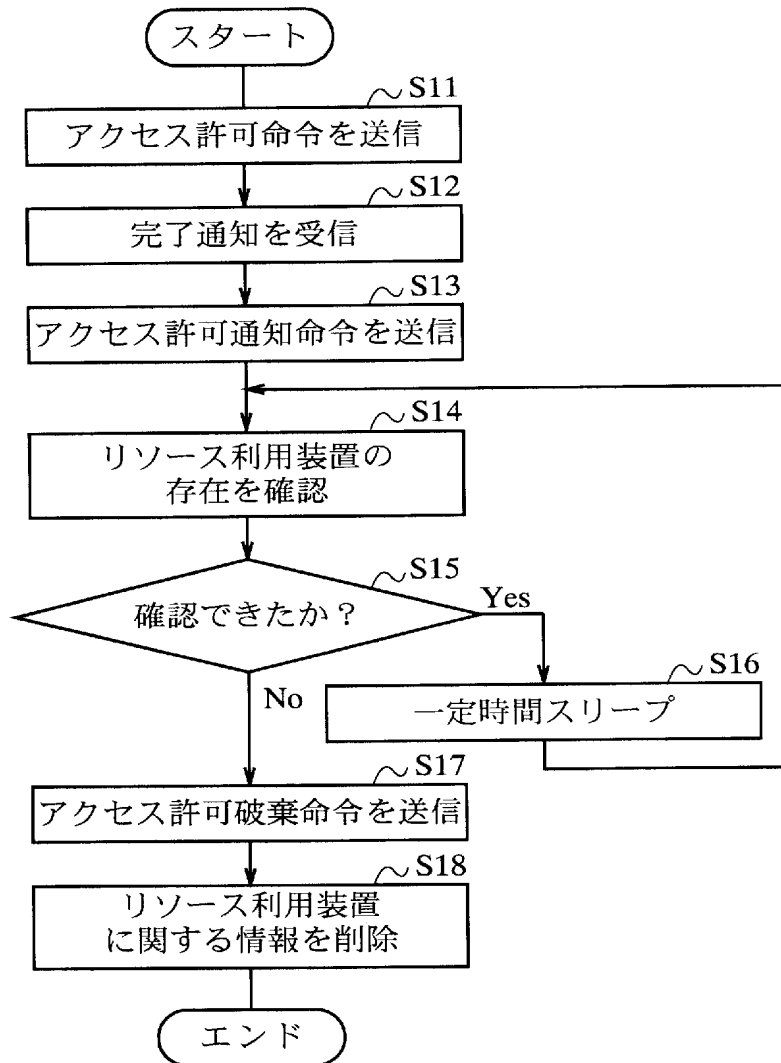 スタート
S11
アクセス許可命令を送信
S12
完了通知を受信
S13
アクセス許可通知命令を送信
S14
リソース利用装置の
存在を確認
S15
確認できたか？
Yes
No
S16
一定時間スリープ
S17
アクセス許可破棄命令を送信
S18
リソース利用装置
に関する情報を削除
エンド